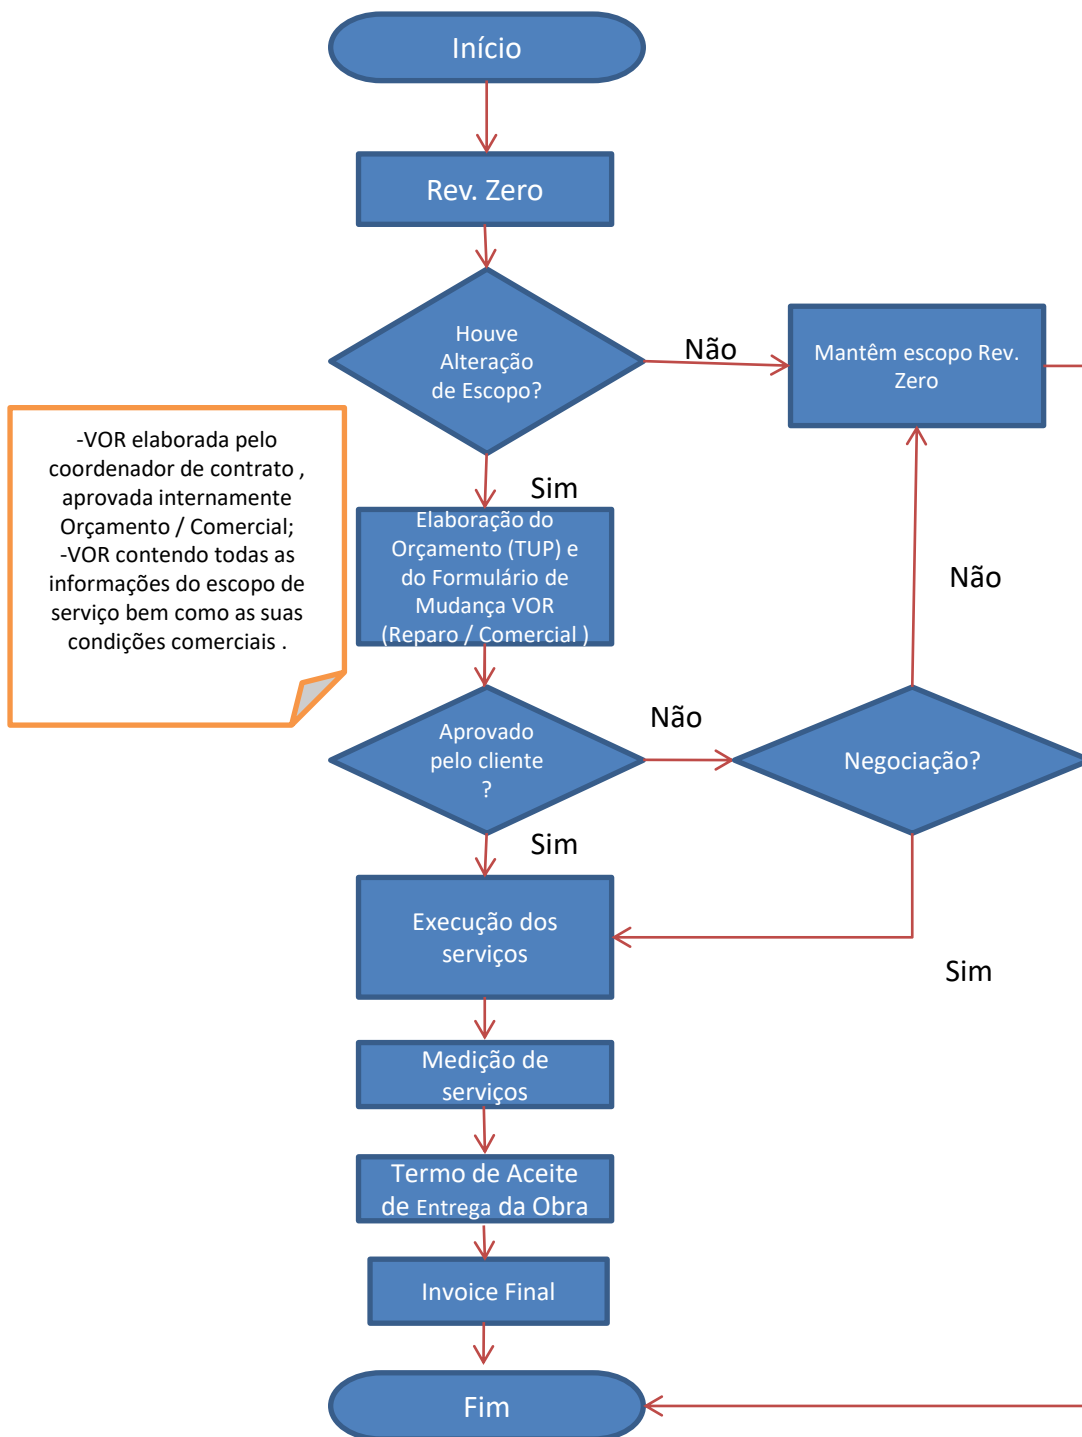 Início
Rev. Zero
Houve
Alteração
de Escopo?
Não
Mantêm escopo Rev.
Zero
-VOR elaborada pelo
coordenador de contrato ,
aprovada internamente
Orçamento / Comercial;
-VOR contendo todas as
informações do escopo de
serviço bem como as suas
condições comerciais .
Sim
Elaboração do
Orçamento (TUP) e
do Formulário de
Mudança VOR
(Reparo / Comercial )
Não
Aprovado
pelo cliente
?
Não
Negociação?
Sim
Execução dos
serviços
Sim
Medição de
serviços
Termo de Aceite
de Entrega da Obra
Invoice Final
Fim